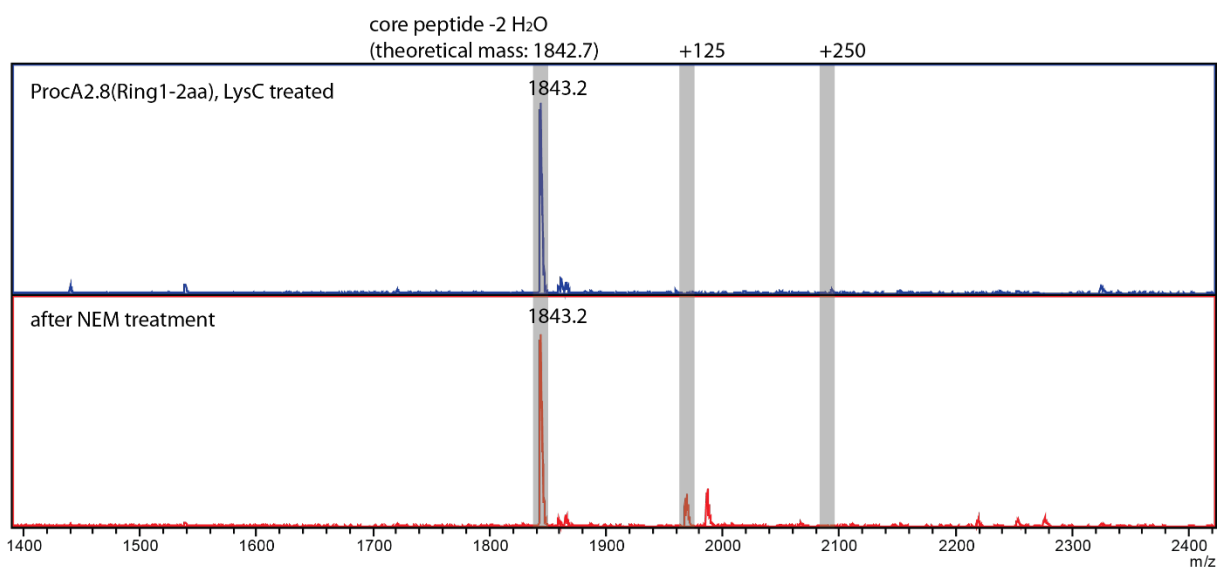 core peptide -2 H₂O
(theoretical mass: 1842.7) +125 +250
ProcA2.8(Ring1-2aa), LysC treated
1843.2
after NEM treatment
1843.2
1400 1500 1600 1700 1800 1900 2000 2100 2200 2300 2400
m/z